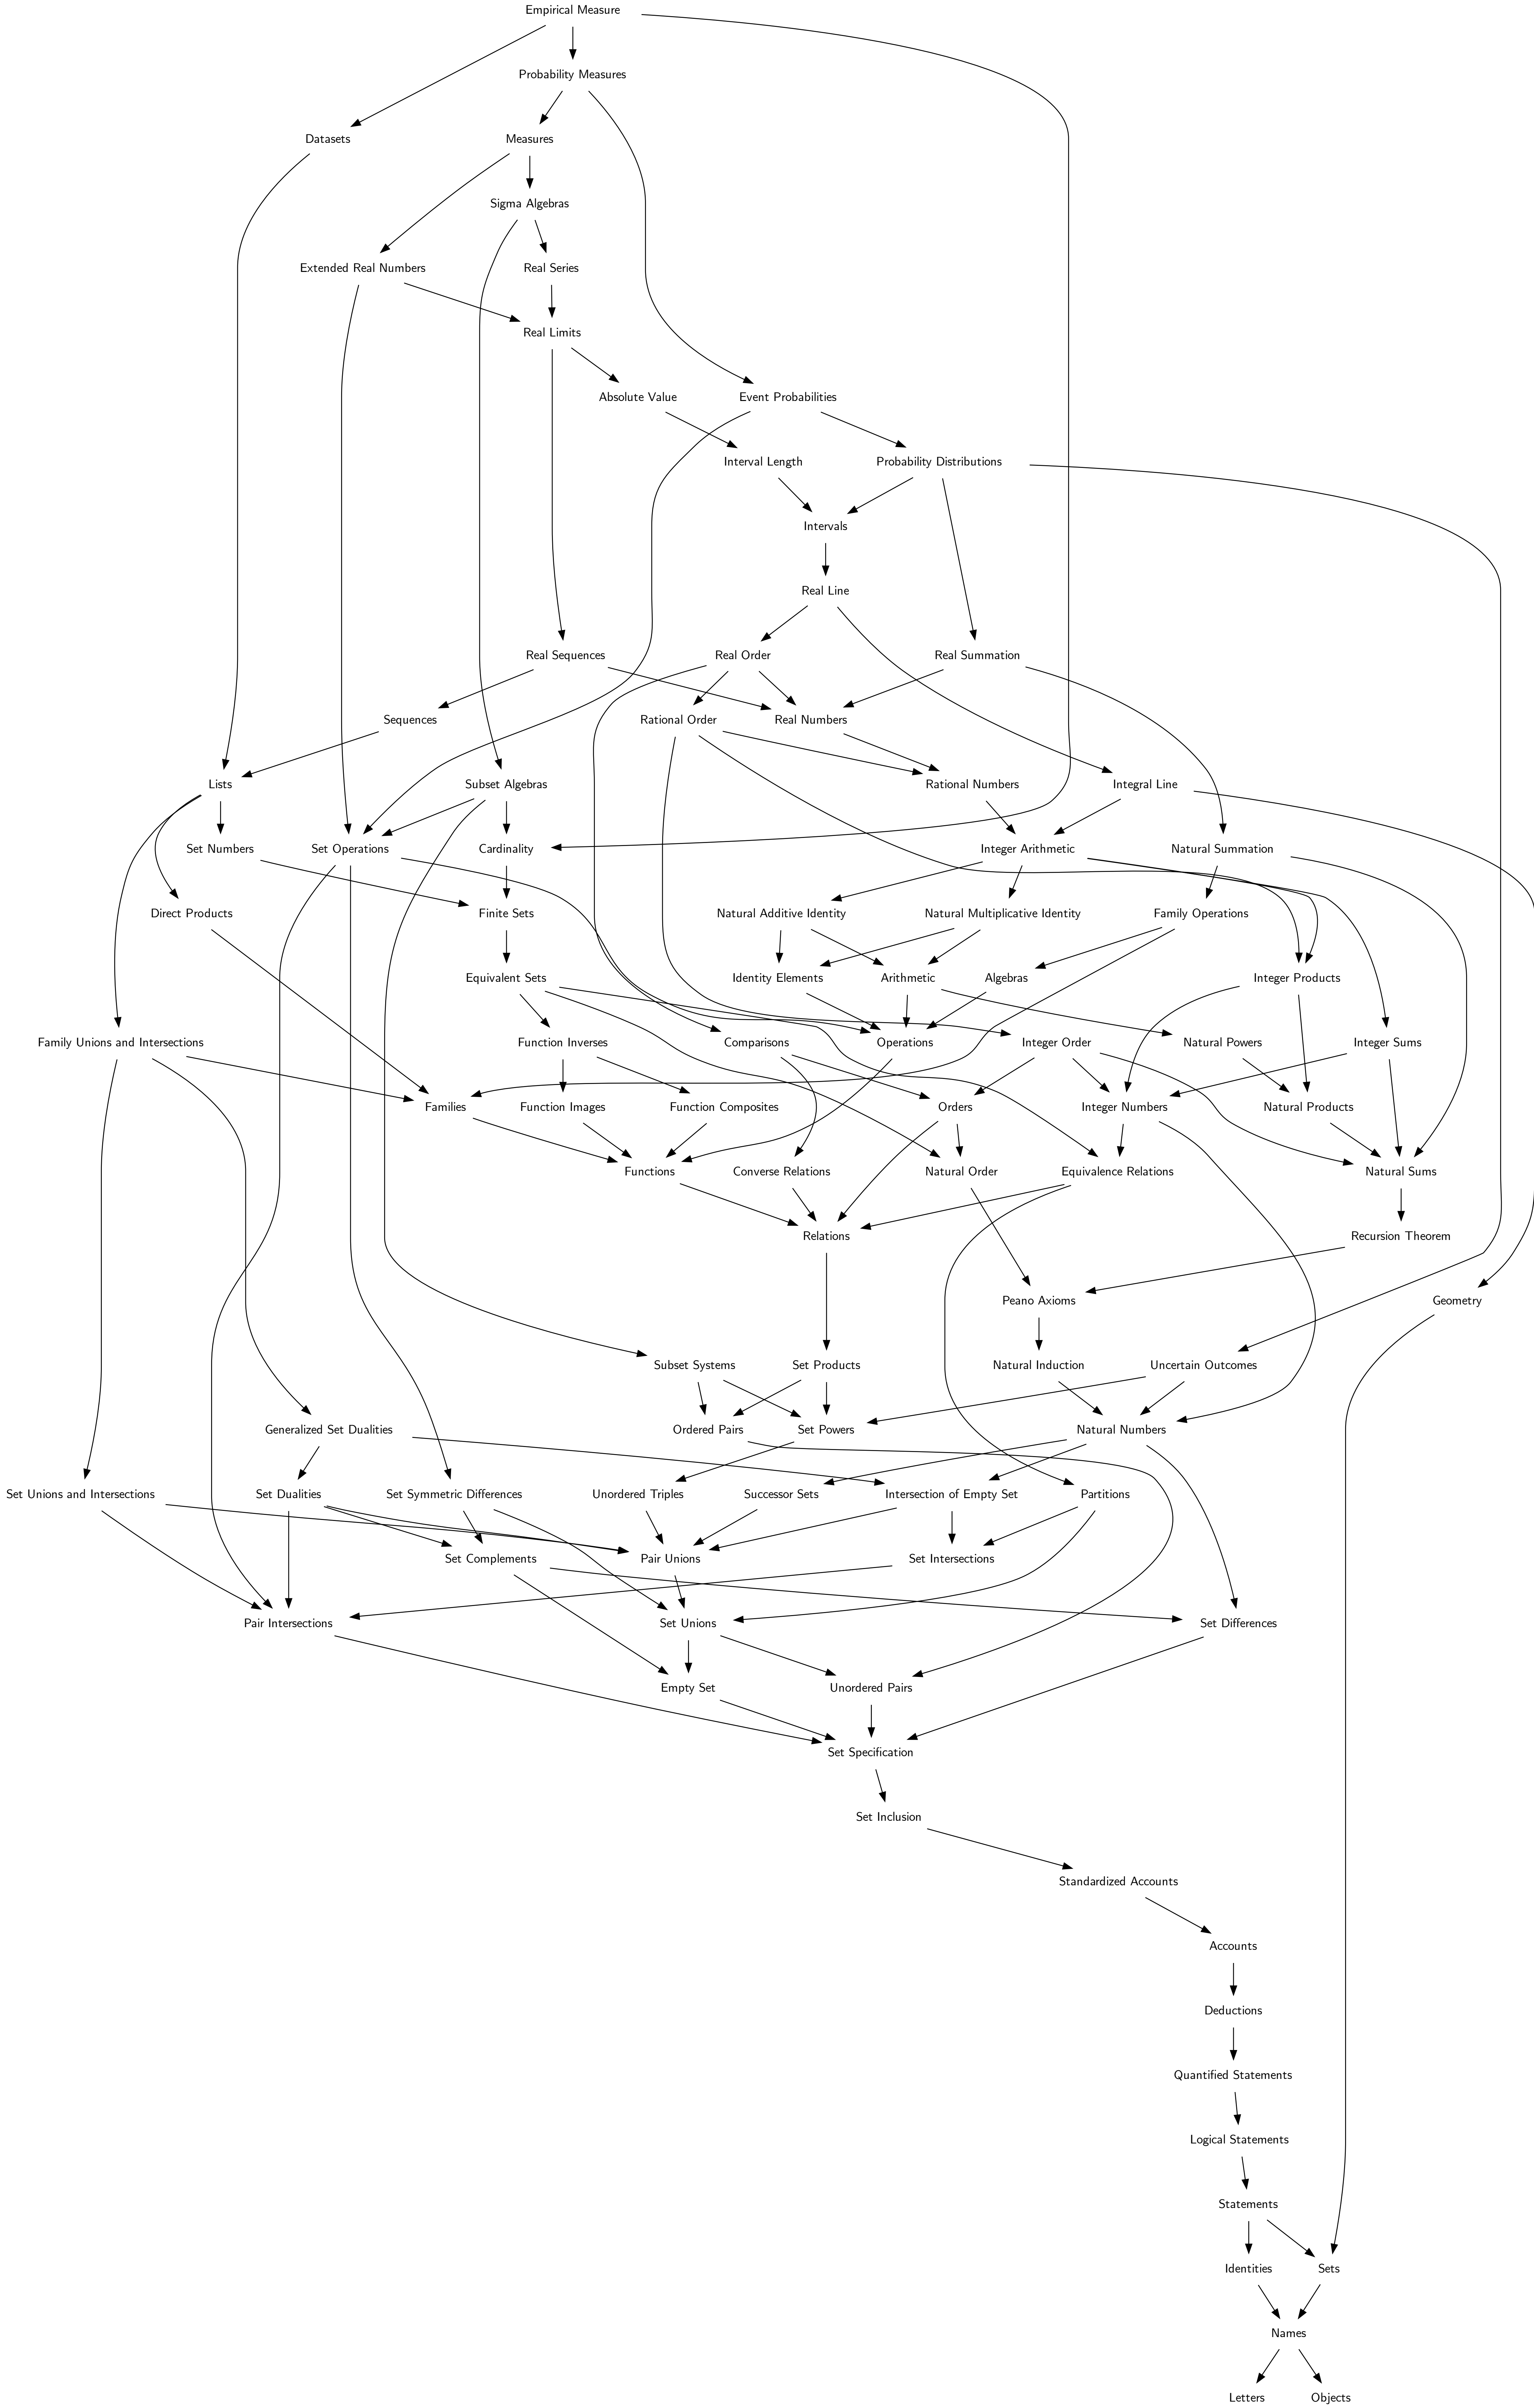 Empirical Measure
Probability Measures
Datasets
Measures
Sigma Algebras
Extended Real Numbers
Real Series
Real Limits
Absolute Value
Event Probabilities
Interval Length
Probability Distributions
Intervals
Real Line
Real Sequences
Real Order
Real Summation
Sequences
Rational Order
Real Numbers
Lists
Subset Algebras
Rational Numbers
Integral Line
Set Numbers
Set Operations
Cardinality
Integer Arithmetic
Natural Summation
Direct Products
Finite Sets
Natural Additive Identity
Natural Multiplicative Identity
Family Operations
Equivalent Sets
Identity Elements
Arithmetic
Algebras
Integer Products
Family Unions and Intersections
Function Inverses
Comparisons
Operations
Integer Order
Natural Powers
Integer Sums
Families
Function Images
Function Composites
Orders
Integer Numbers
Natural Products
Functions
Converse Relations
Natural Order
Equivalence Relations
Natural Sums
Relations
Recursion Theorem
Peano Axioms
Geometry
Subset Systems
Set Products
Natural Induction
Uncertain Outcomes
Generalized Set Dualities
Ordered Pairs
Set Powers
Natural Numbers
Set Unions and Intersections
Set Dualities
Set Symmetric Differences
Unordered Triples
Successor Sets
Intersection of Empty Set
Partitions
Set Complements
Pair Unions
Set Intersections
Pair Intersections
Set Unions
Set Differences
Empty Set
Unordered Pairs
Set Specification
Set Inclusion
Standardized Accounts
Accounts
Deductions
Quantified Statements
Logical Statements
Statements
Identities
Sets
Names
Letters
Objects